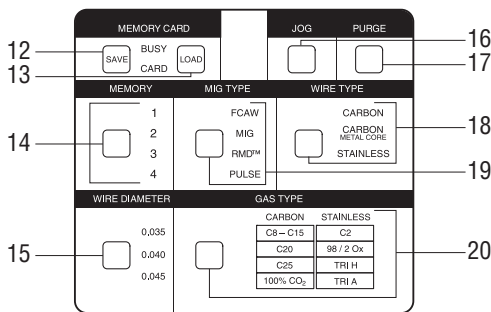 MEMORY CARD
JOG
PURGE
12
SAVE
BUSY
LOAD
16
13
CARD
17
MEMORY
MIG TYPE
WIRE TYPE
14
1
2
3
4
FCAW
MIG
RMD™
PULSE
CARBON
CARBON
METAL CORE
STAINLESS
18
19
WIRE DIAMETER
GAS TYPE
15
0.035
0.040
0.045
CARBON STAINLESS
C8 – C15 C2
C20 98 / 2 Ox
C25 TRI H
100% CO₂ TRI A
20